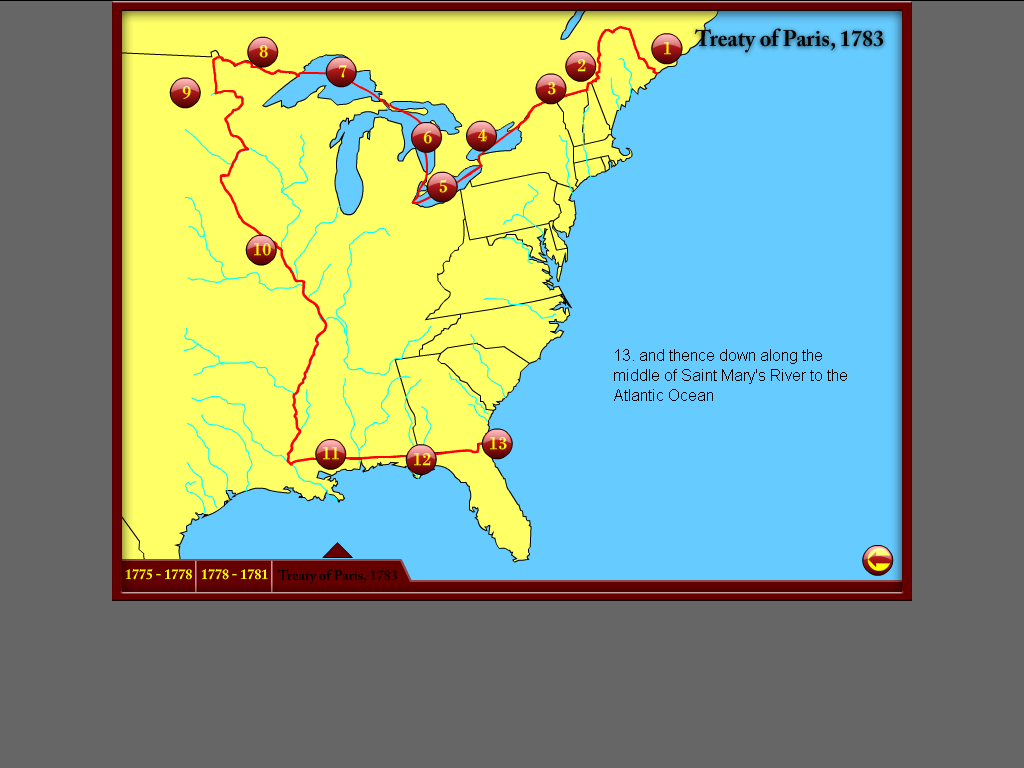 Treaty of Paris, 1783
1
2
3
4
5
6
7
8
9
10
11
12
13
13. and thence down along the
middle of Saint Mary's River to the
Atlantic Ocean
1775 - 1778
1778 - 1781
Treaty of Paris, 1783